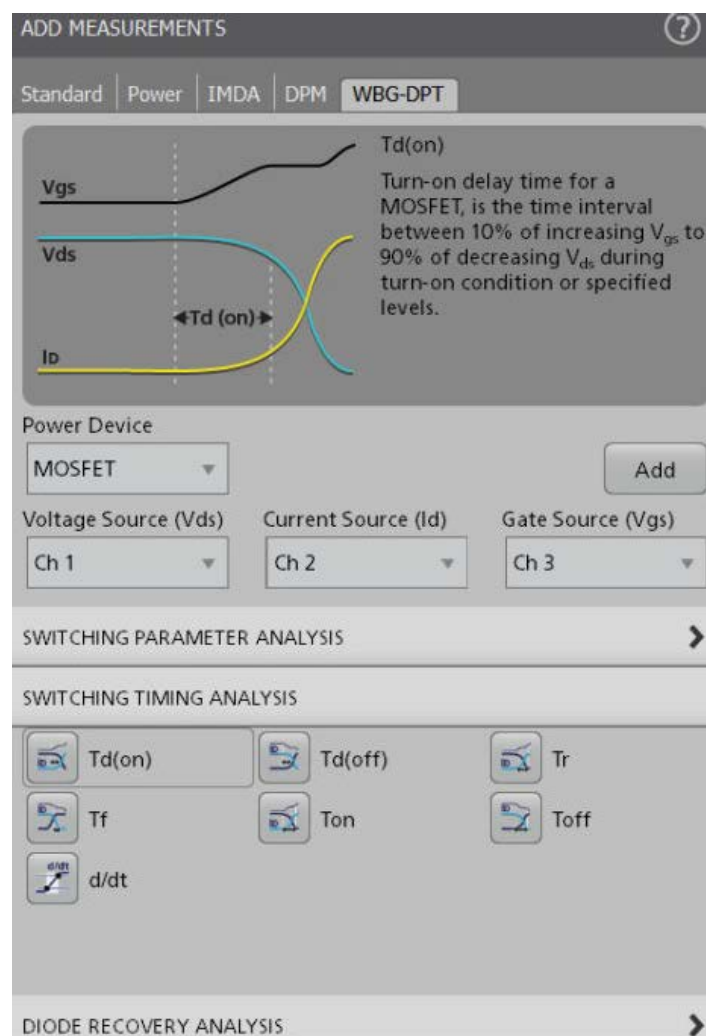 ADD MEASUREMENTS
?
Standard Power IMDA DPM WBG-DPT
Td(on)
Turn-on delay time for a
MOSFET, is the time interval
between 10% of increasing Vgs to
90% of decreasing Vds during
turn-on condition or specified
levels.
Vgs
Vds
Td (on)
ID
Power Device
MOSFET
Add
Voltage Source (Vds) Current Source (Id) Gate Source (Vgs)
Ch 1 Ch 2 Ch 3
SWITCHING PARAMETER ANALYSIS
SWITCHING TIMING ANALYSIS
Td(on) Td(off) Tr
Tf Ton Toff
d/dt d/dt
DIODE RECOVERY ANALYSIS